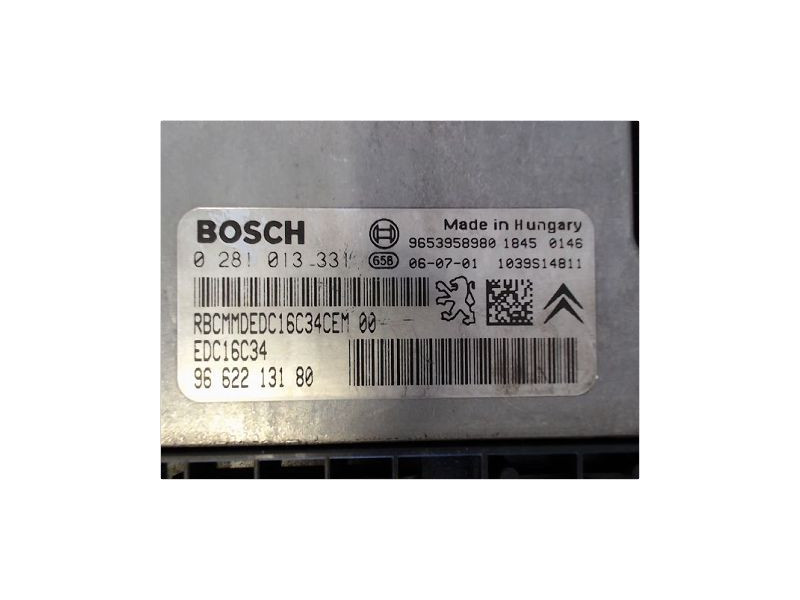 BOSCH
Made in Hungary
9653958980 1845 0146
0 281 013 331
G5B
06-07-01 1039S14811
RBCMMDEDC16C34CEM 00
EDC16C34
96 622 131 80